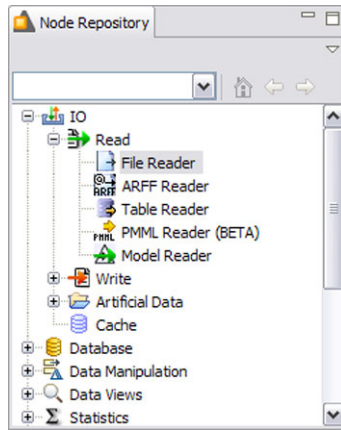 Node Repository
IO
Read
File Reader
ARFF Reader
Table Reader
PMML
PMML Reader (BETA)
Model Reader
Write
Artificial Data
Cache
Database
Data Manipulation
Data Views
Σ Statistics